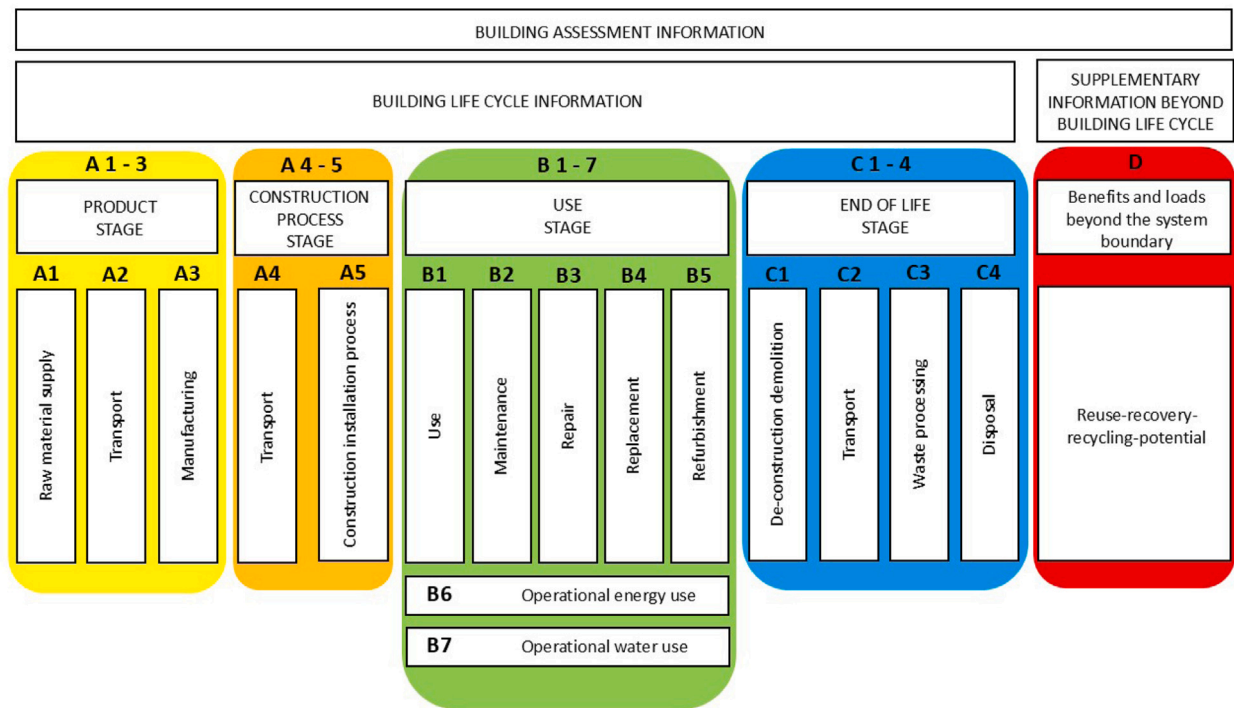 BUILDING ASSESSMENT INFORMATION
BUILDING LIFE CYCLE INFORMATION
SUPPLEMENTARY
INFORMATION BEYOND
BUILDING LIFE CYCLE
A 1 - 3
PRODUCT
STAGE
A1
A2
A3
Raw material supply
Transport
Manufacturing
A 4 - 5
CONSTRUCTION
PROCESS
STAGE
A4
A5
Transport
Construction installation process
B 1 - 7
USE
STAGE
B1
B2
B3
B4
B5
Use
Maintenance
Repair
Replacement
Refurbishment
B6 Operational energy use
B7 Operational water use
C 1 - 4
END OF LIFE
STAGE
C1
C2
C3
C4
De-construction demolition
Transport
Waste processing
Disposal
D
Benefits and loads
beyond the system
boundary
Reuse-recovery-
recycling-potential